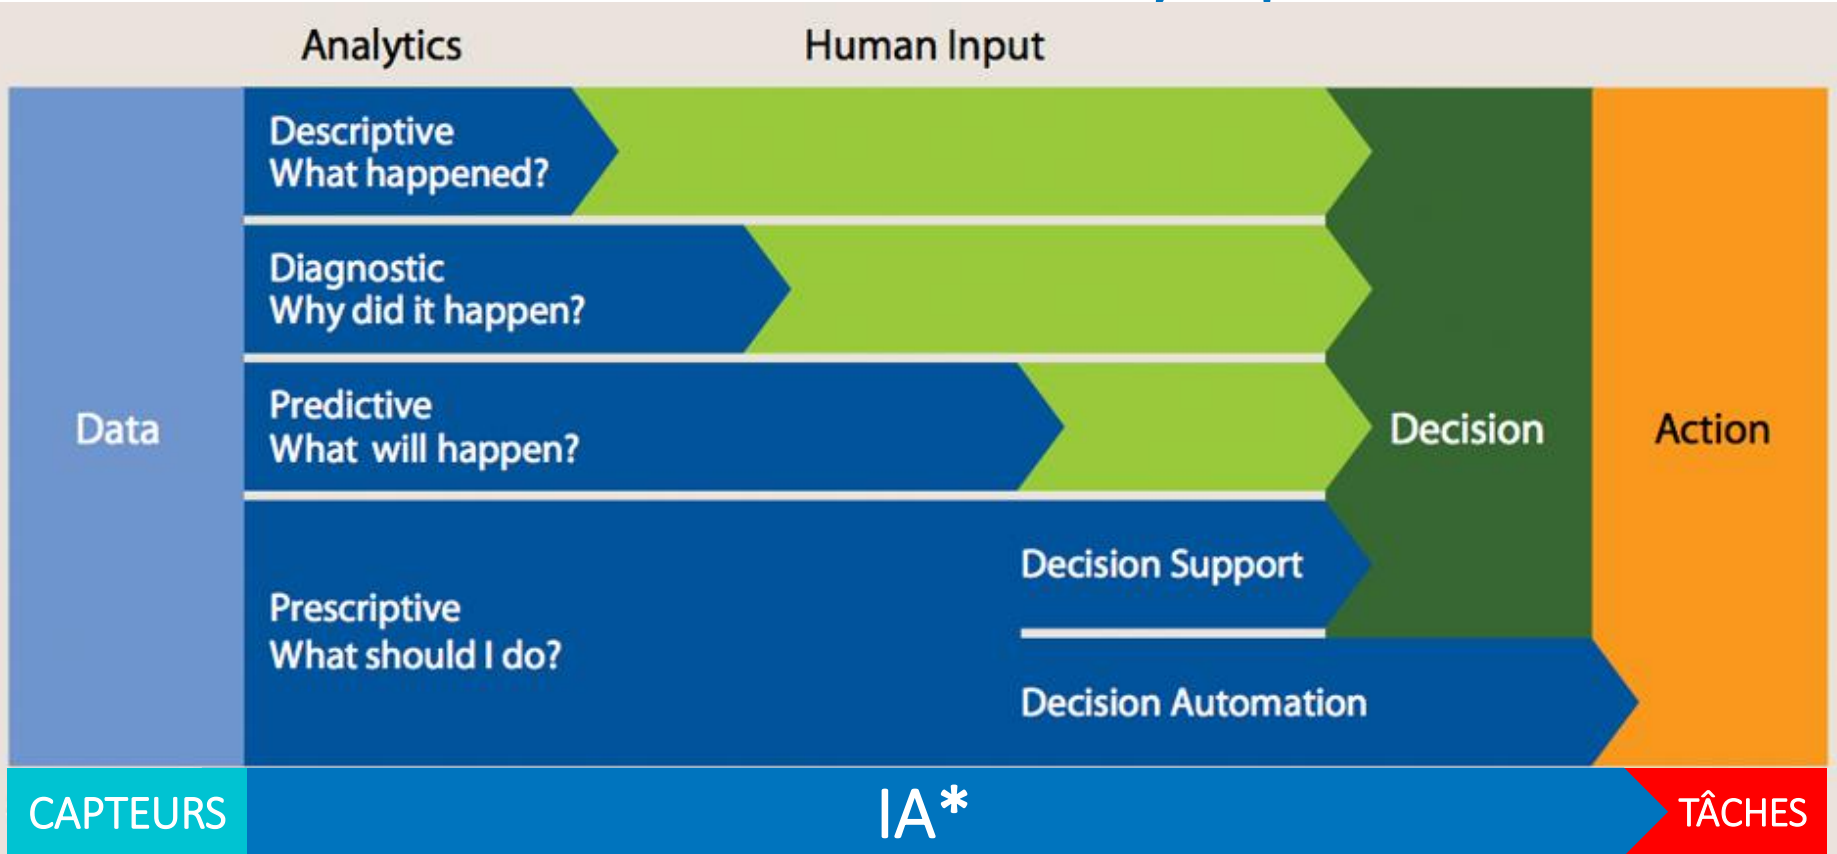 Analytics
Human Input
Descriptive
What happened?
Diagnostic
Why did it happen?
Predictive
What will happen?
Data
Decision
Action
Prescriptive
What should I do?
Decision Support
Decision Automation
CAPTEURS
IA*
TÂCHES